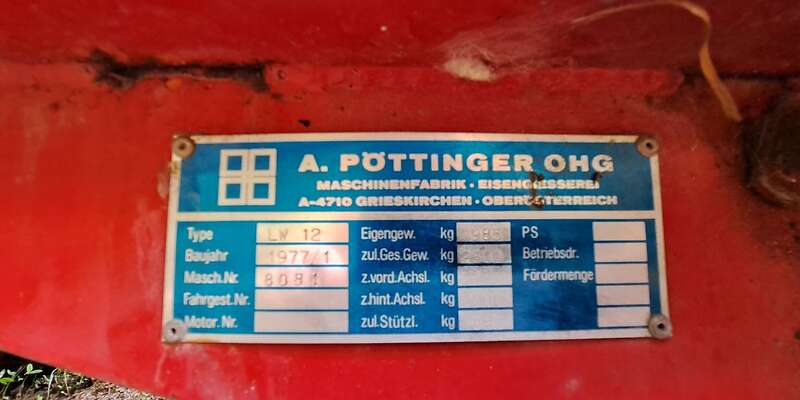 A. PÖTTINGER OHG
MASCHINENFABRIK · EISENGIESSEREI
A-4710 GRIESKIRCHEN · OBERÖSTERREICH
Type LW 12 Eigengew. kg PS
Baujahr 1977/1 zul.Ges.Gew. kg Betriebsdr.
Masch.Nr. 8081 z.vord.Achsl. kg Fördermenge
Fahrgest.Nr. z.hint.Achsl. kg
Motor.Nr. zul.Stützl. kg